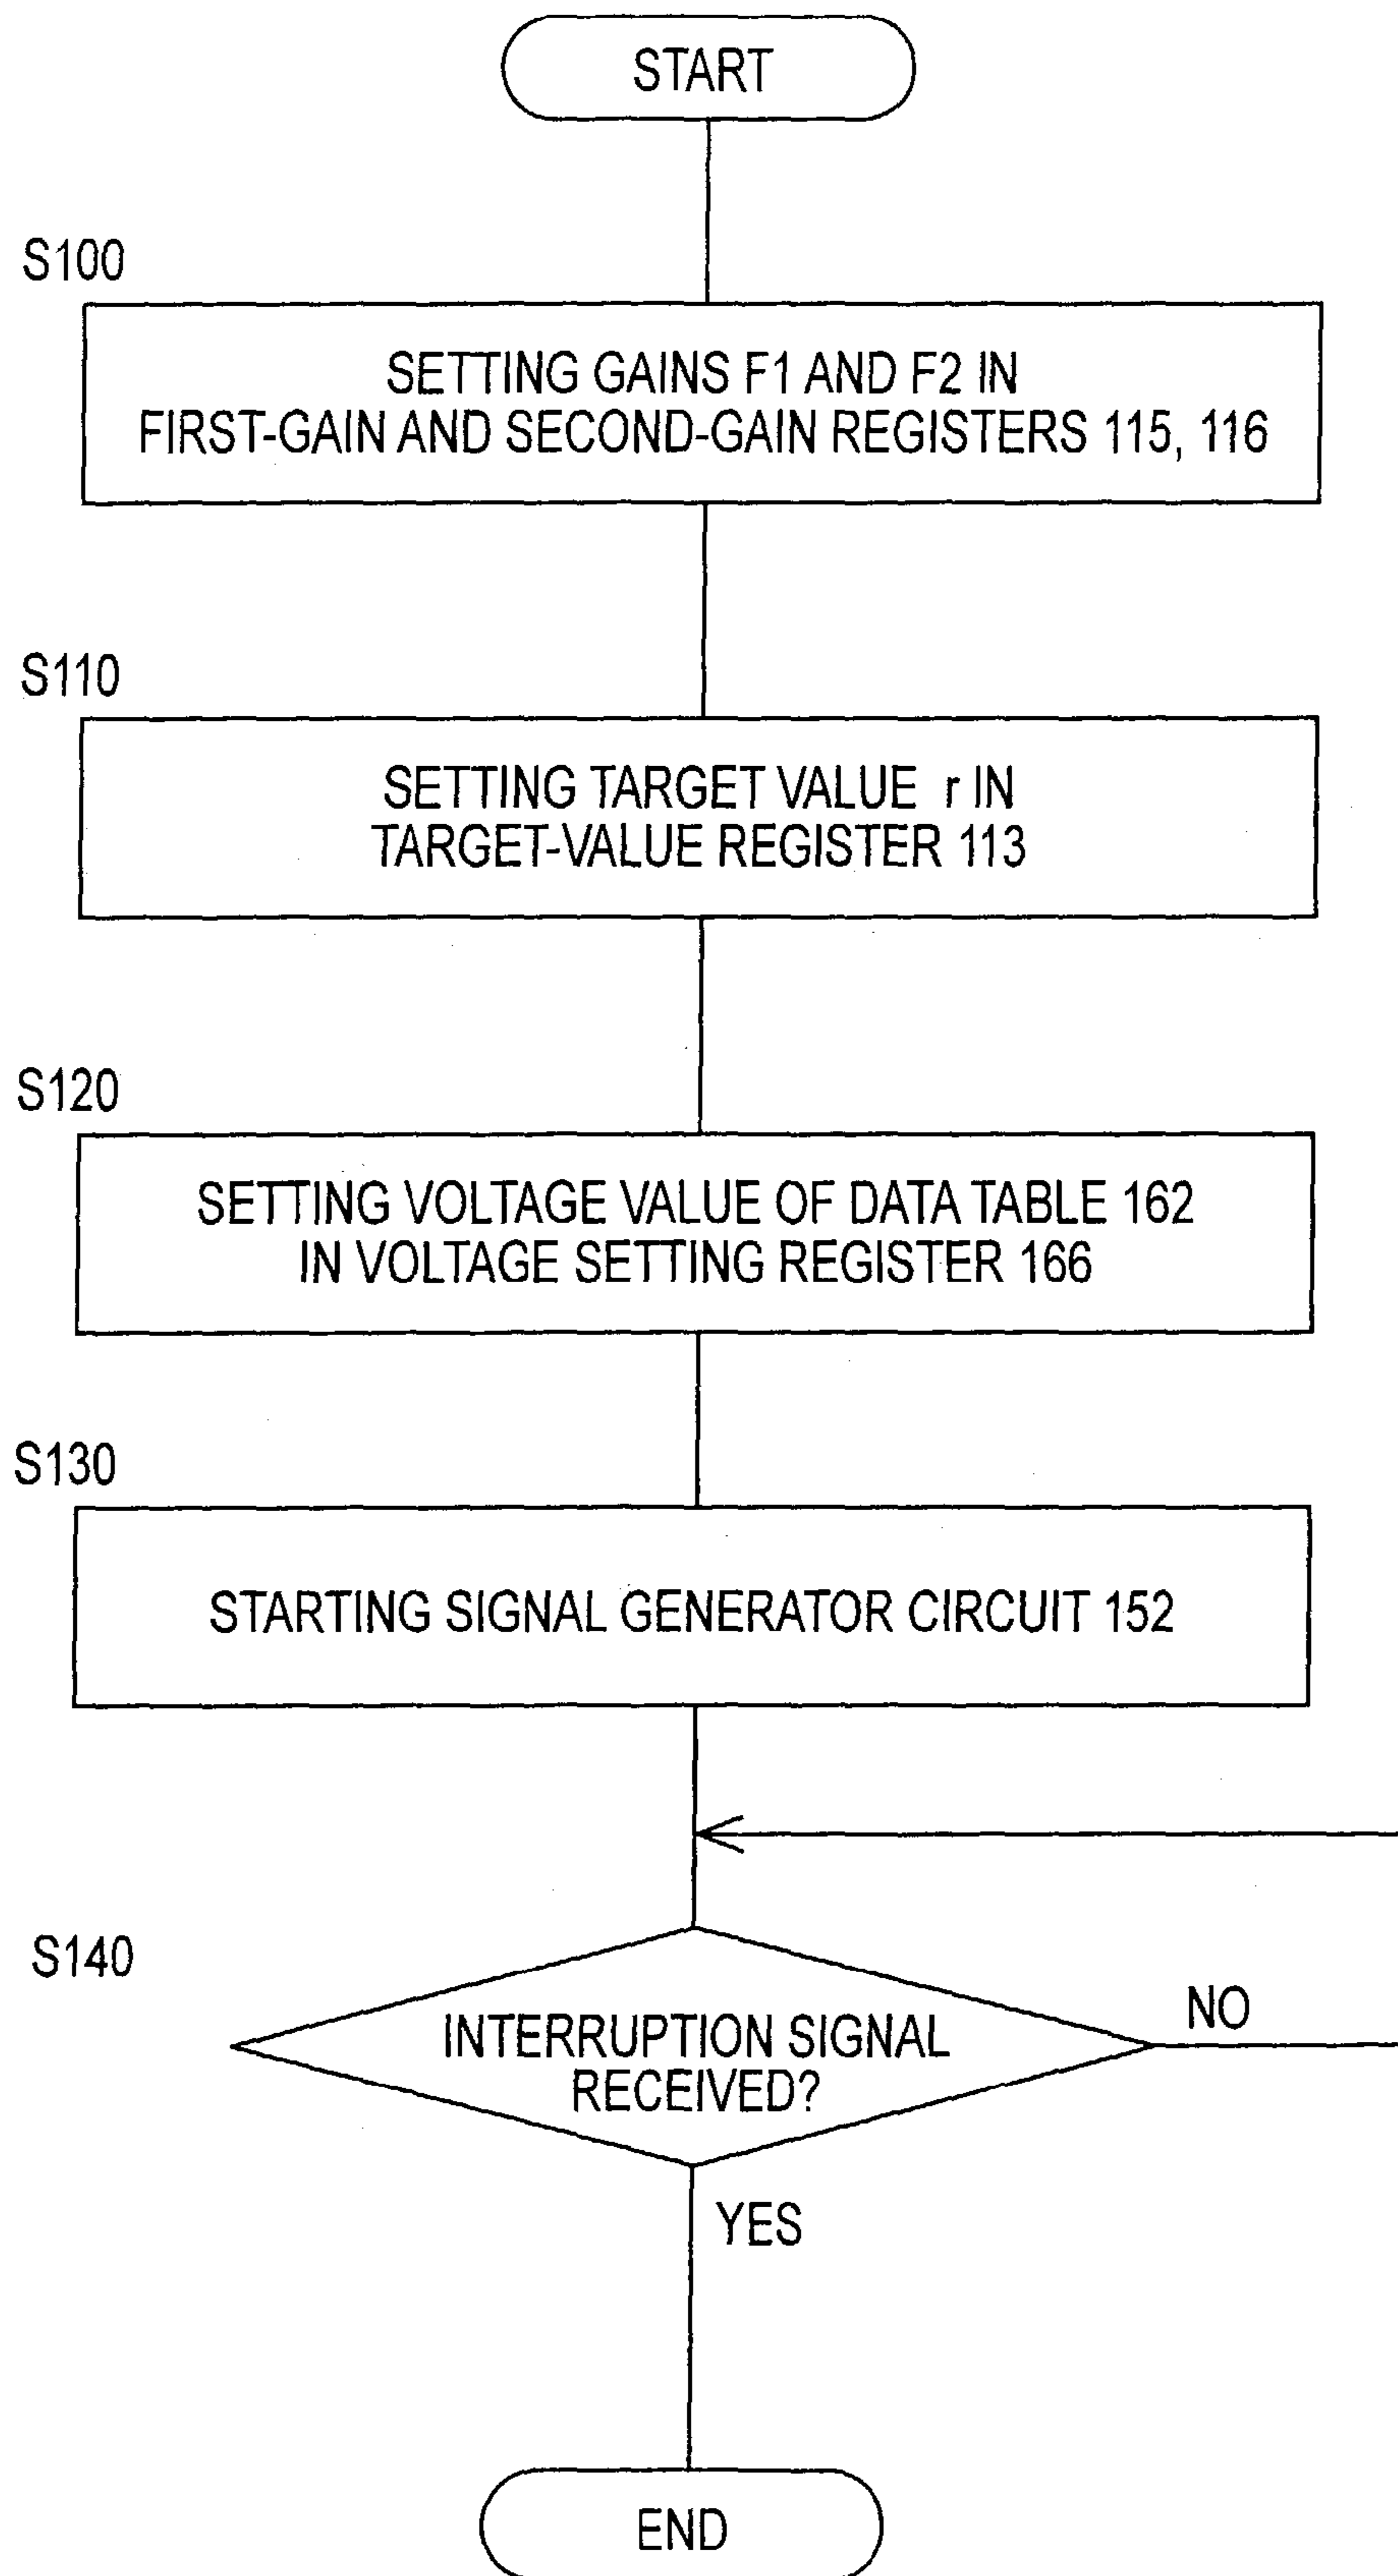 START
S100
SETTING GAINS F1 AND F2 IN
FIRST-GAIN AND SECOND-GAIN REGISTERS 115, 116
S110
SETTING TARGET VALUE r IN
TARGET-VALUE REGISTER 113
S120
SETTING VOLTAGE VALUE OF DATA TABLE 162
IN VOLTAGE SETTING REGISTER 166
S130
STARTING SIGNAL GENERATOR CIRCUIT 152
S140
INTERRUPTION SIGNAL
RECEIVED?
NO
YES
END